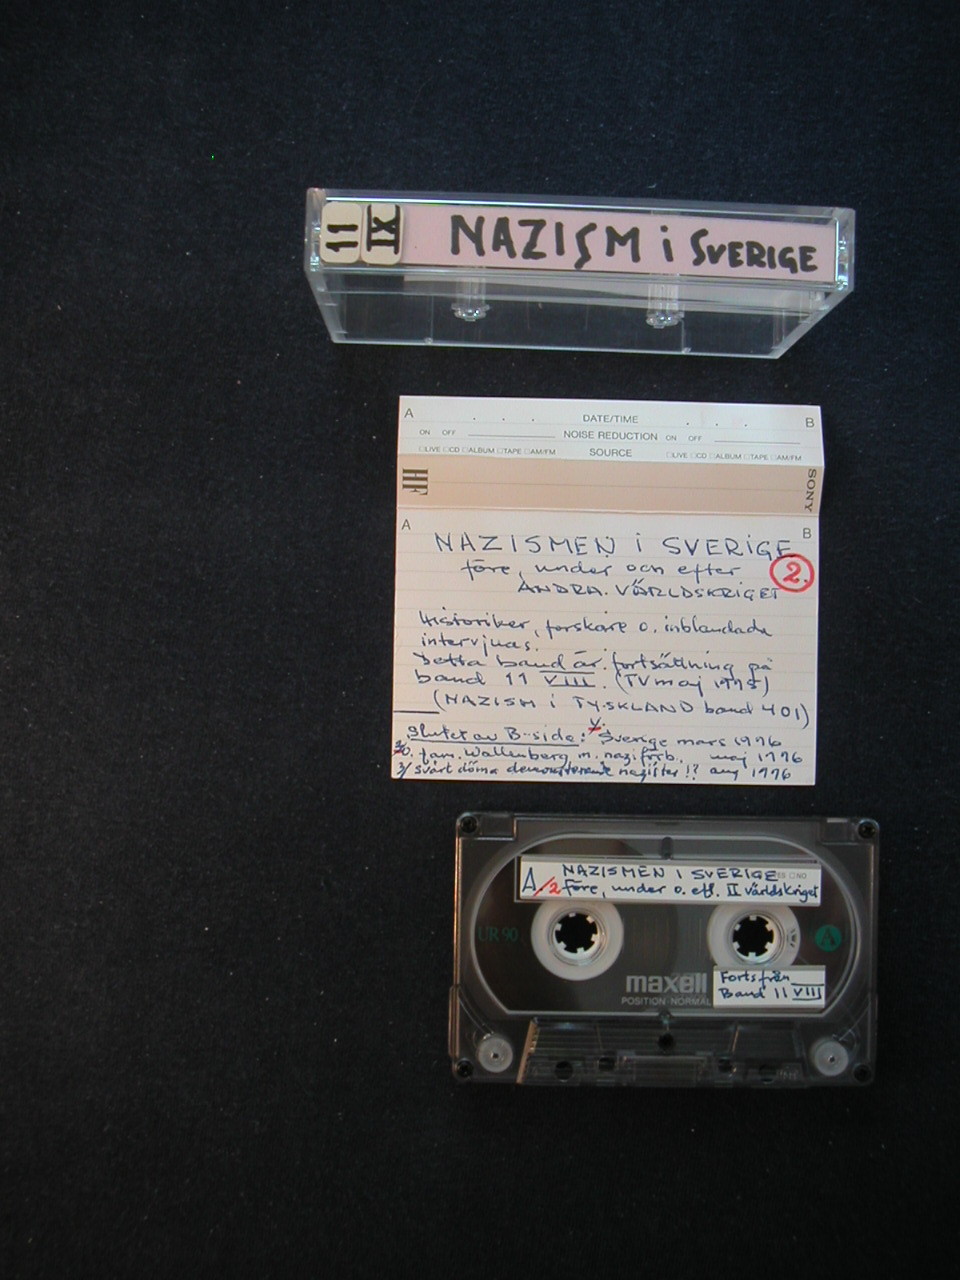 11 IX NAZISM i SVERIGE
A DATE/TIME B
ON OFF NOISE REDUCTION ON OFF
□LIVE □CD □ALBUM □TAPE □AM/FM SOURCE □LIVE □CD □ALBUM □TAPE □AM/FM
HF SONY
A B
NAZISMEN i SVERIGE
före, under och efter 2.
ANDRA VÄRLDSKRIGET
Historiker, forskare o. inblandade
intervjuas.
Detta band är fortsättning på
band 11 VIII. (TV maj 1995)
(NAZISM i TYSKLAND band 401)
Slutet av B-side: 1/. Sverige mars 1996
fam. Wallenberg m. nazi förb. maj 1996
3/ svårt döma demonstrerande nazister!? aug 1996
NAZISMEN I SVERIGE
A./2 före, under o. eft. II världskriget
UR 90 A
maxell Forts. från
POSITION-NORMAL Band 11 VIII